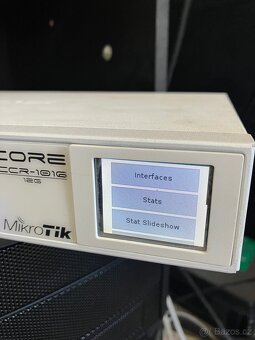 CORE
CCR-1016
12G
MikroTik
Interfaces
Stats
Stat Slideshow
© Bazos.cz